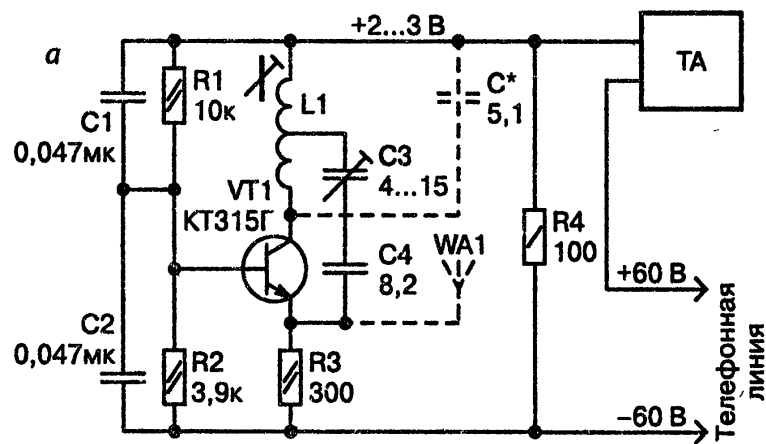 а
+2...3 В
ТА
R1
10к
L1
C*
5,1
C1
0,047мк
C3
4...15
VT1
КТ315Г
R4
100
WA1
C4
8,2
+60 В
C2
0,047мк
R2
3,9к
R3
300
−60 В
Телефонная
линия